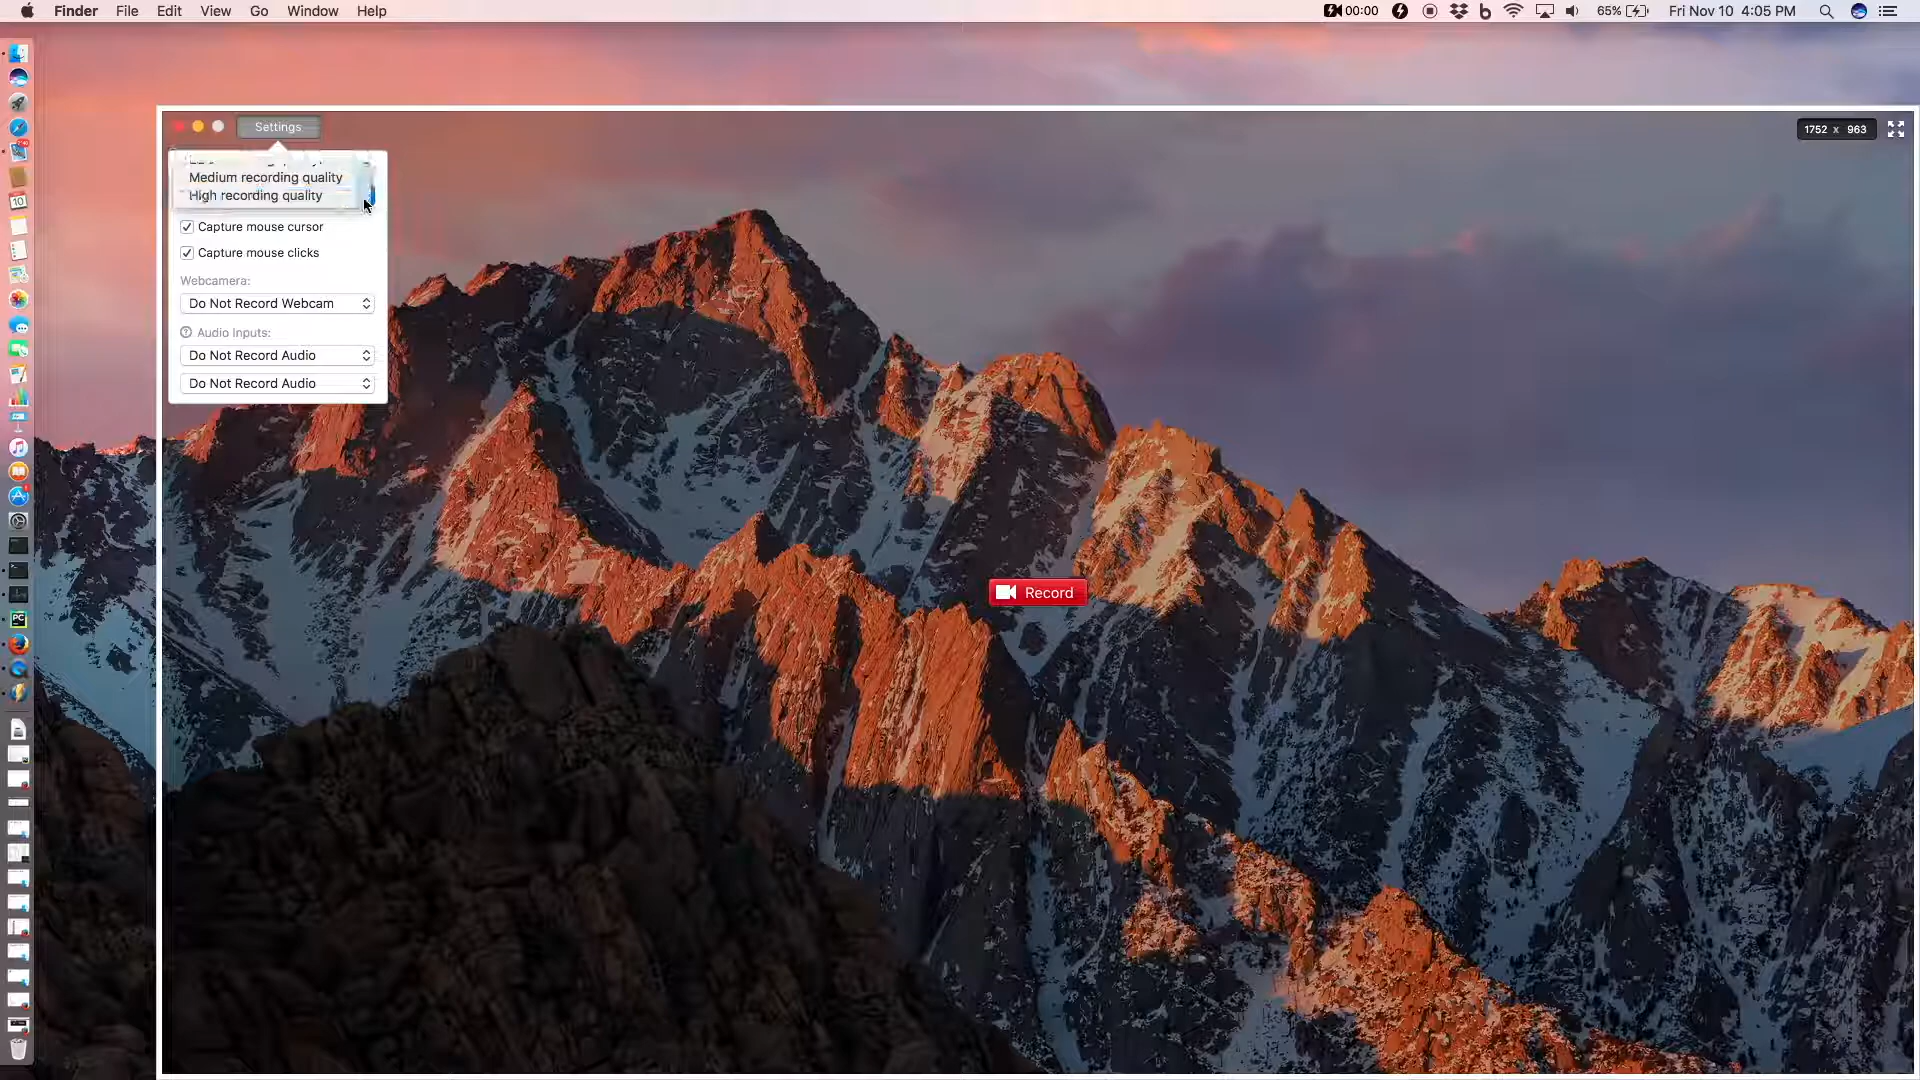 Finder File Edit View Go Window Help 00:00 65% Fri Nov 10 4:05 PM
Settings
1752 x 963
Medium recording quality
High recording quality
Capture mouse cursor
Capture mouse clicks
Webcamera:
Do Not Record Webcam
Audio Inputs:
Do Not Record Audio
Do Not Record Audio
Record
10
PC